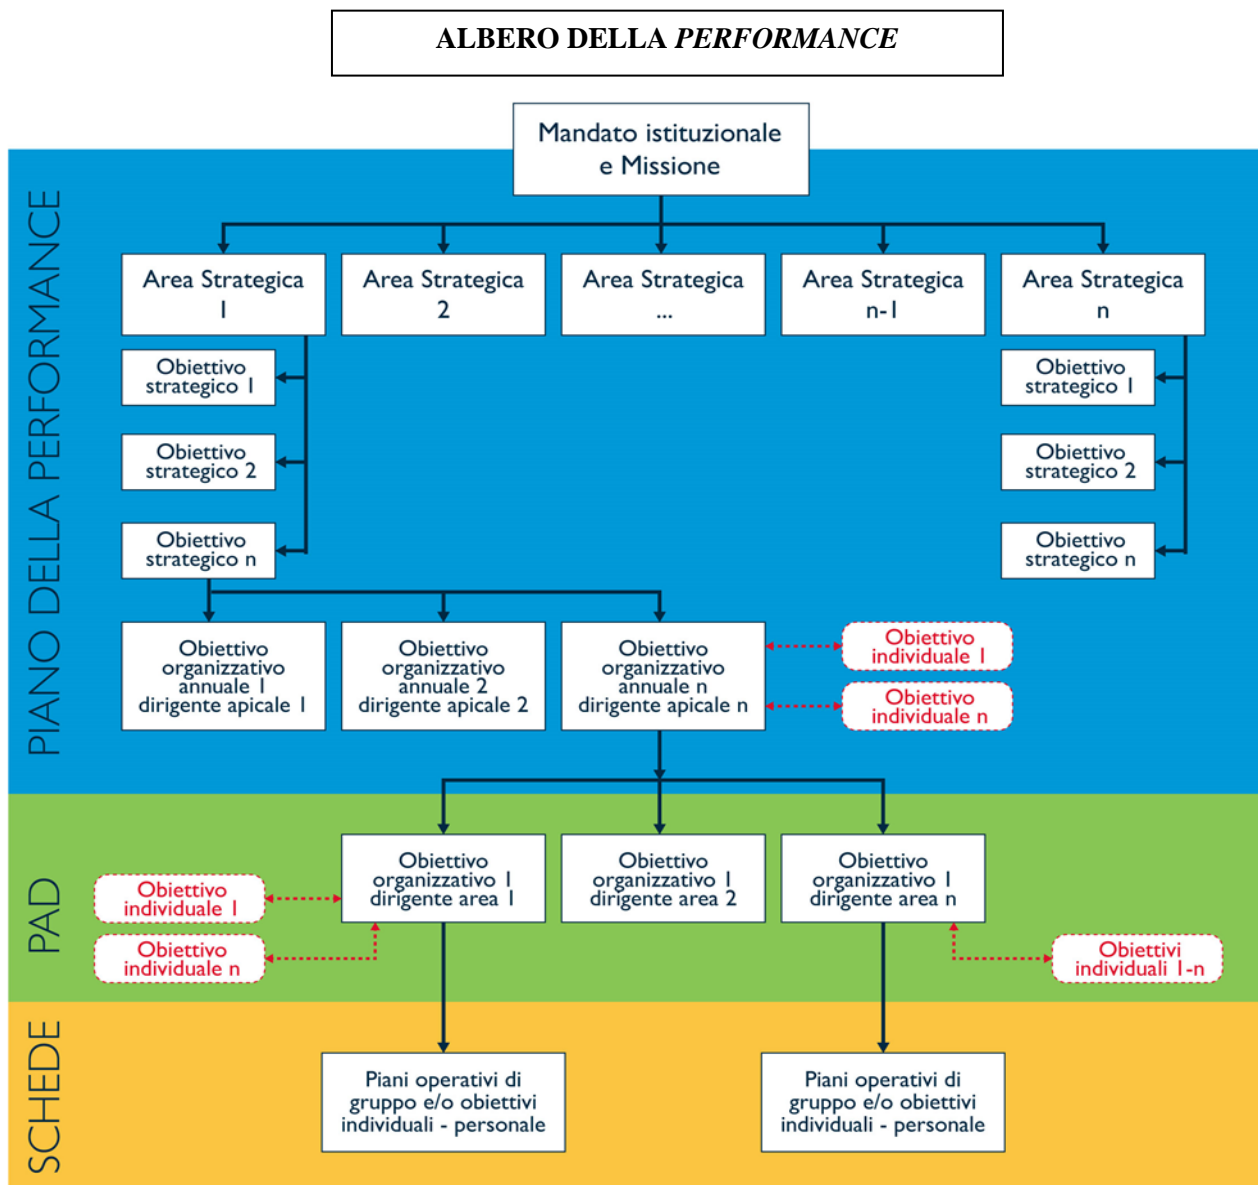 ALBERO DELLA PERFORMANCE
Mandato istituzionale
e Missione
PIANO DELLA PERFORMANCE
Area Strategica
1
Area Strategica
2
Area Strategica
...
Area Strategica
n-1
Area Strategica
n
Obiettivo
strategico 1
Obiettivo
strategico 2
Obiettivo
strategico n
Obiettivo
strategico 1
Obiettivo
strategico 2
Obiettivo
strategico n
Obiettivo
organizzativo
annuale 1
dirigente apicale 1
Obiettivo
organizzativo
annuale 2
dirigente apicale 2
Obiettivo
organizzativo
annuale n
dirigente apicale n
Obiettivo
individuale 1
Obiettivo
individuale n
PAD
Obiettivo
individuale 1
Obiettivo
individuale n
Obiettivo
organizzativo 1
dirigente area 1
Obiettivo
organizzativo 1
dirigente area 2
Obiettivo
organizzativo 1
dirigente area n
Obiettivi
individuali 1-n
SCHEDE
Piani operativi di
gruppo e/o obiettivi
individuali - personale
Piani operativi di
gruppo e/o obiettivi
individuali - personale